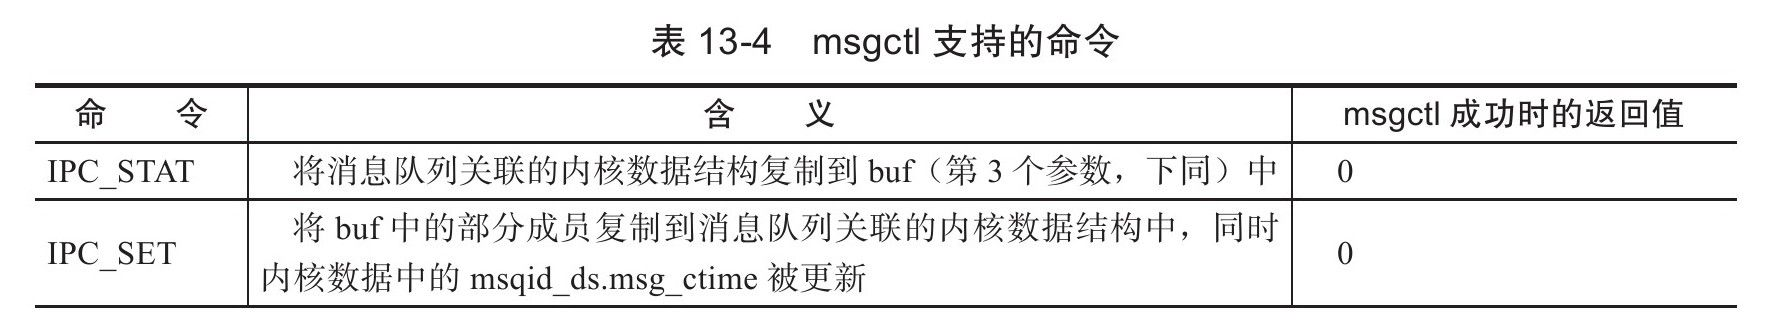 表 13-4 msgctl 支持的命令
命 令 含 义 msgctl 成功时的返回值
IPC_STAT 将消息队列关联的内核数据结构复制到 buf（第 3 个参数，下同）中 0
将 buf 中的部分成员复制到消息队列关联的内核数据结构中，同时
IPC_SET 0
内核数据中的 msqid_ds.msg_ctime 被更新